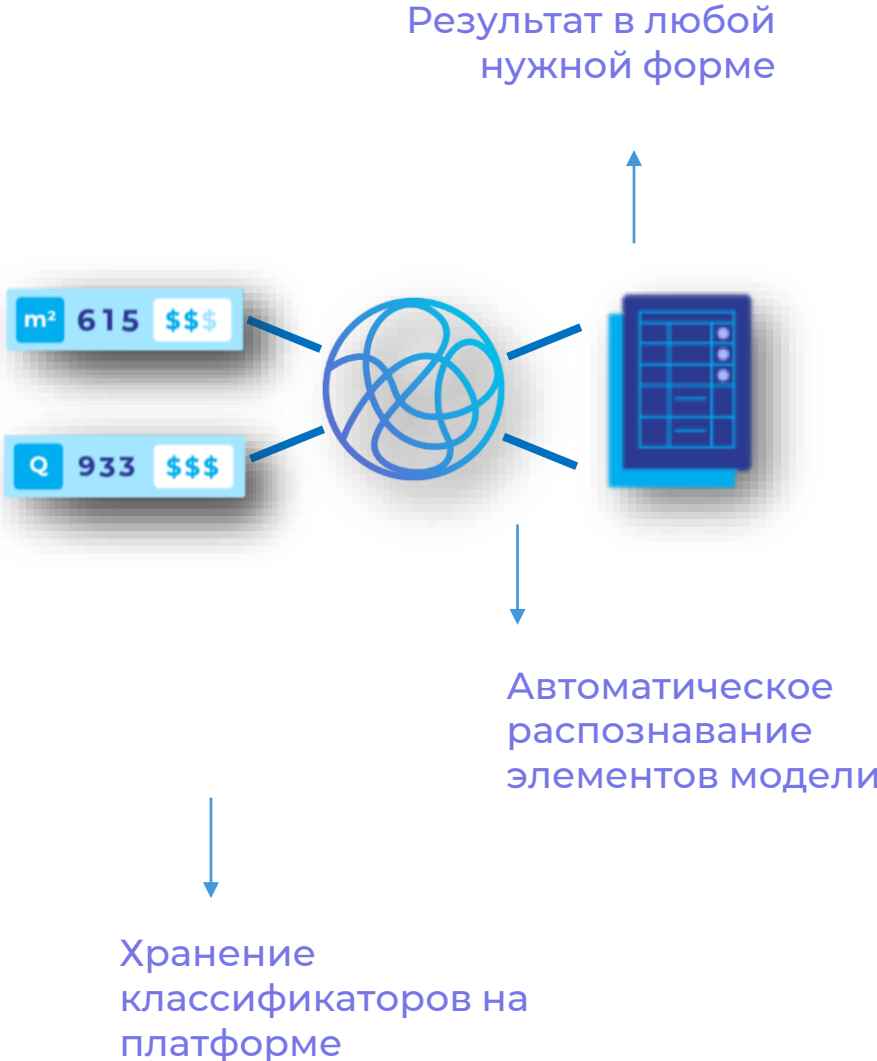 Результат в любой
нужной форме
m² 615 $$$
Q 933 $$$
Автоматическое
распознавание
элементов модели
Хранение
классификаторов на
платформе